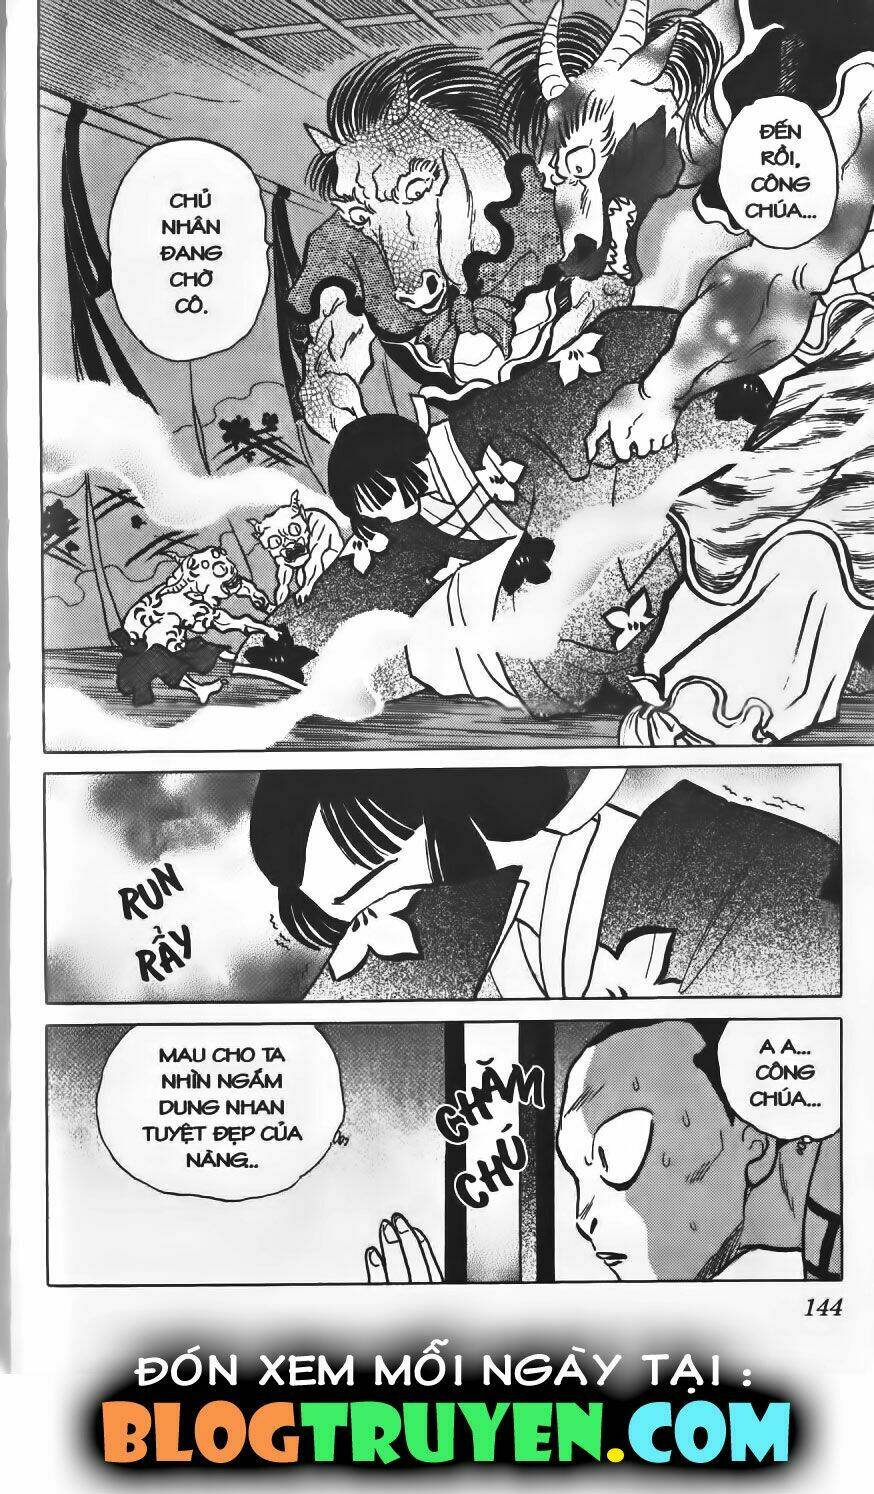 ĐẾN
RỒI,
CÔNG
CHÚA...
CHỦ
NHÂN
ĐANG
CHỜ
CÔ.
RUN
RẨY
A A...
CÔNG
CHÚA...
CHĂM
CHÚ
MAU CHO TA
NHÌN NGẮM
DUNG NHAN
TUYỆT ĐẸP CỦA
NÀNG...
144
ĐÓN XEM MỖI NGÀY TẠI :
BLOGTRUYEN.COM